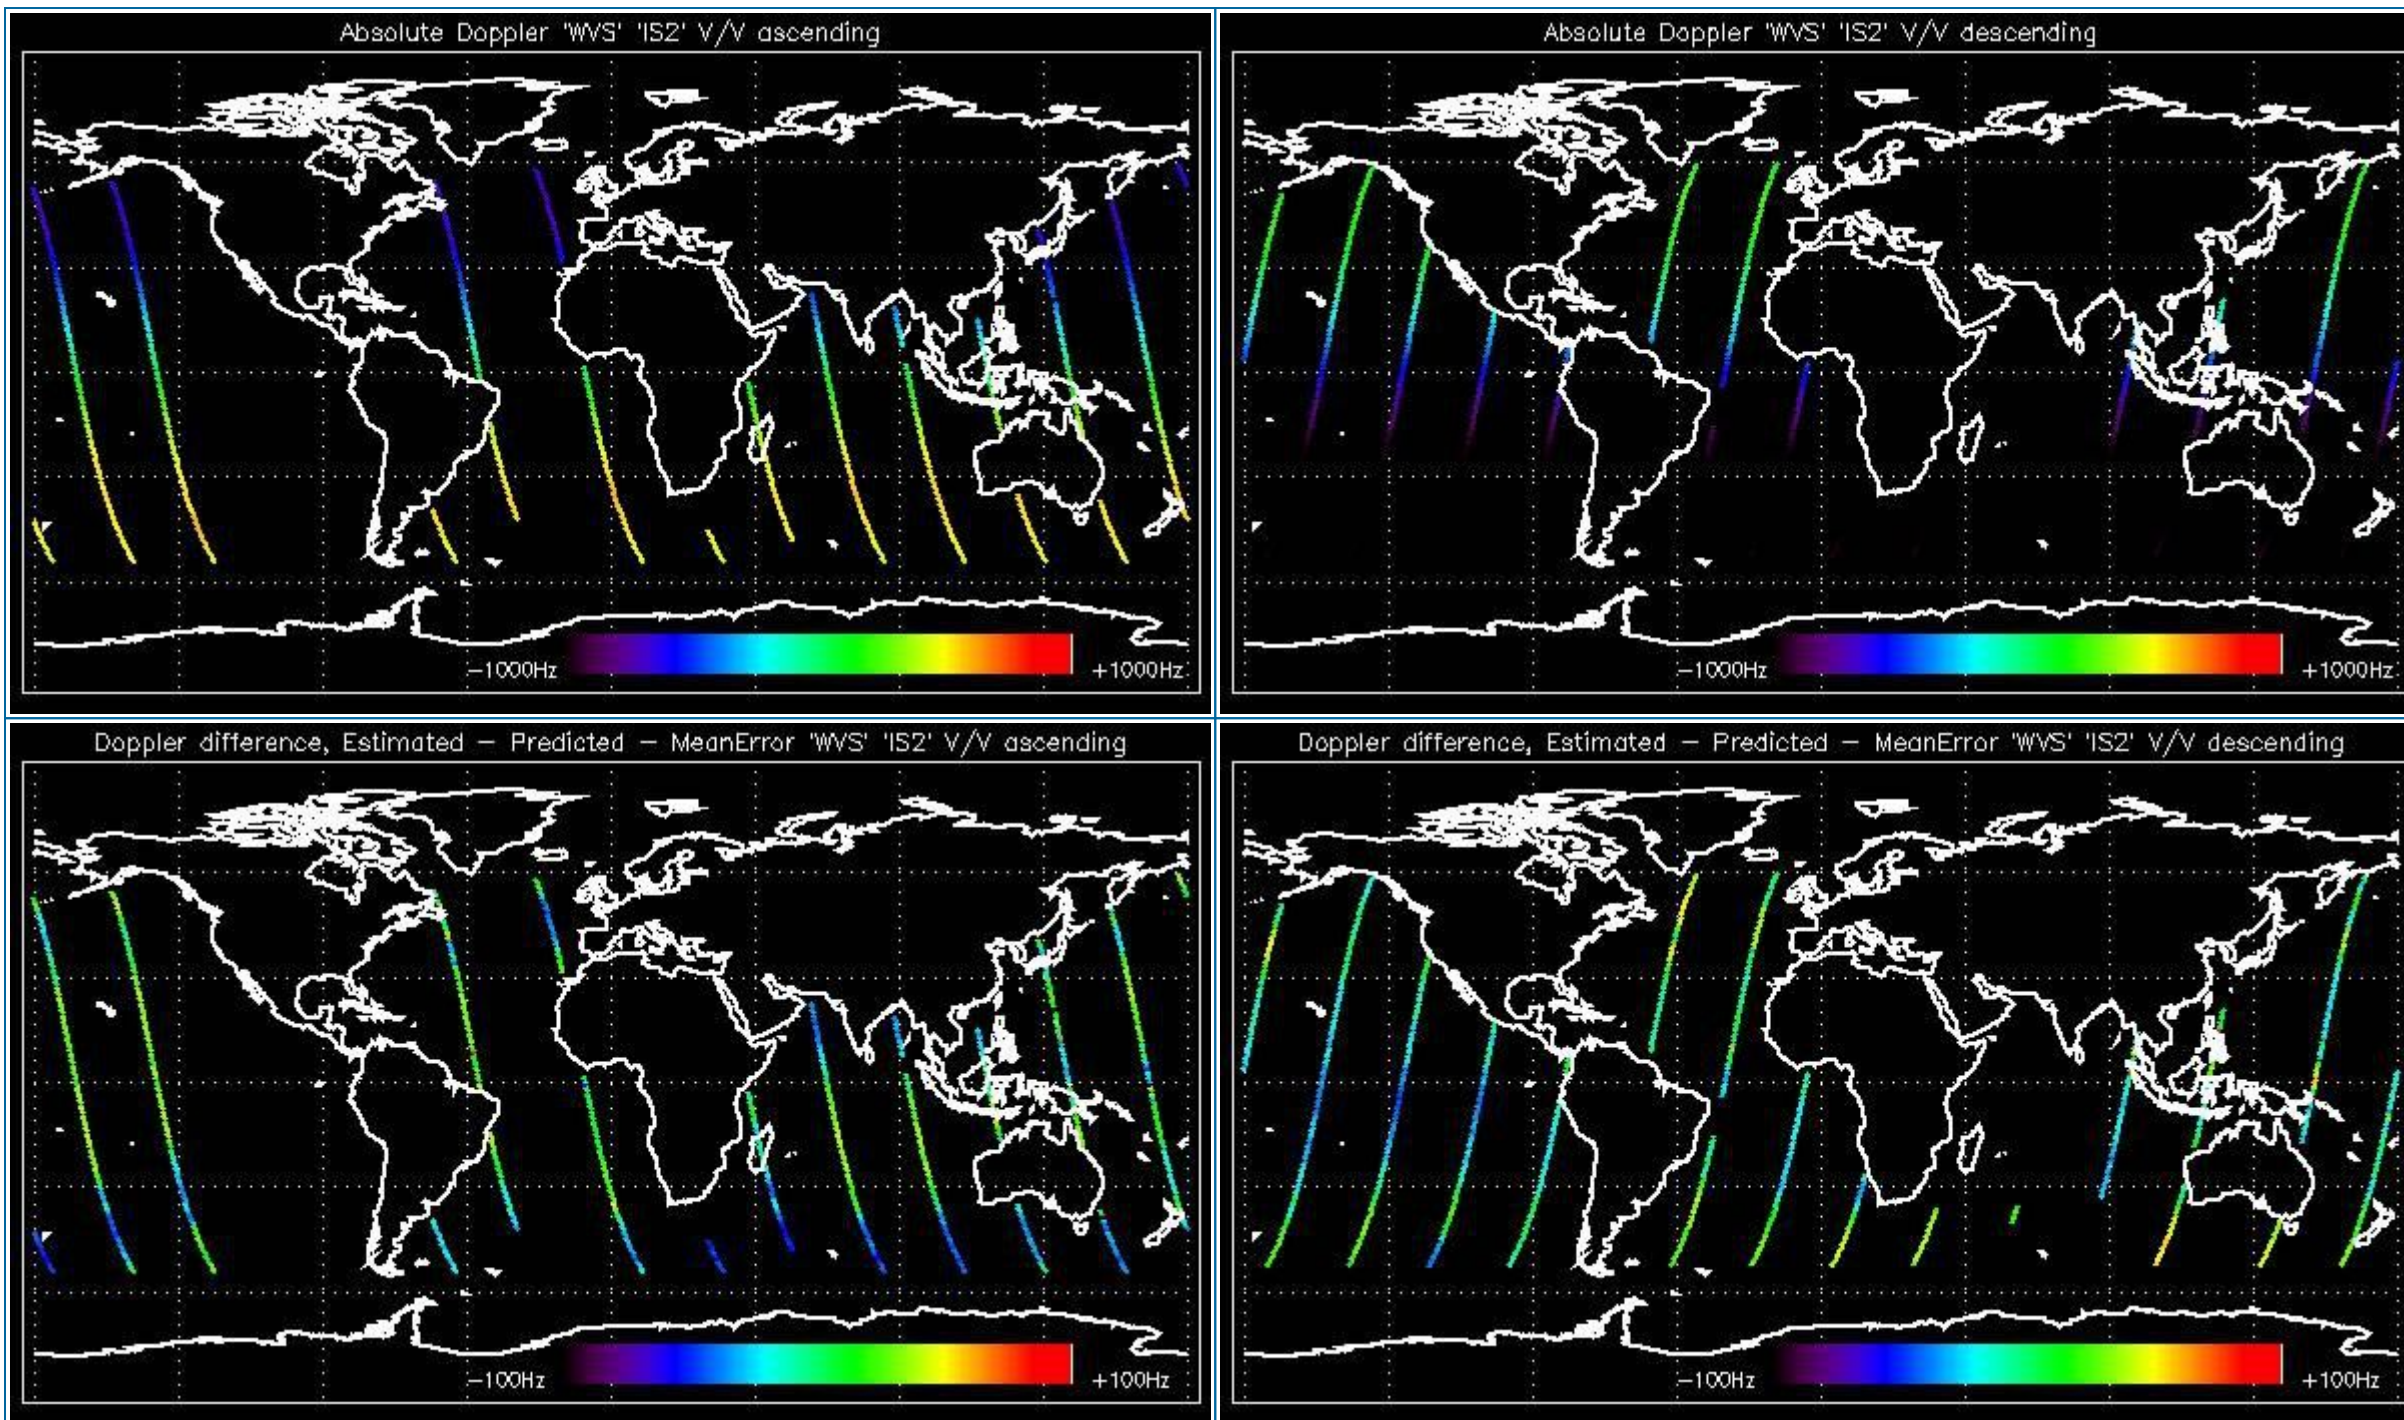 Absolute Doppler 'WVS' 'IS2' V/V ascending
-1000Hz
+1000Hz
Absolute Doppler 'WVS' 'IS2' V/V descending
-1000Hz
+1000Hz
Doppler difference, Estimated - Predicted - MeanError 'WVS' 'IS2' V/V ascending
-100Hz
+100Hz
Doppler difference, Estimated - Predicted - MeanError 'WVS' 'IS2' V/V descending
-100Hz
+100Hz